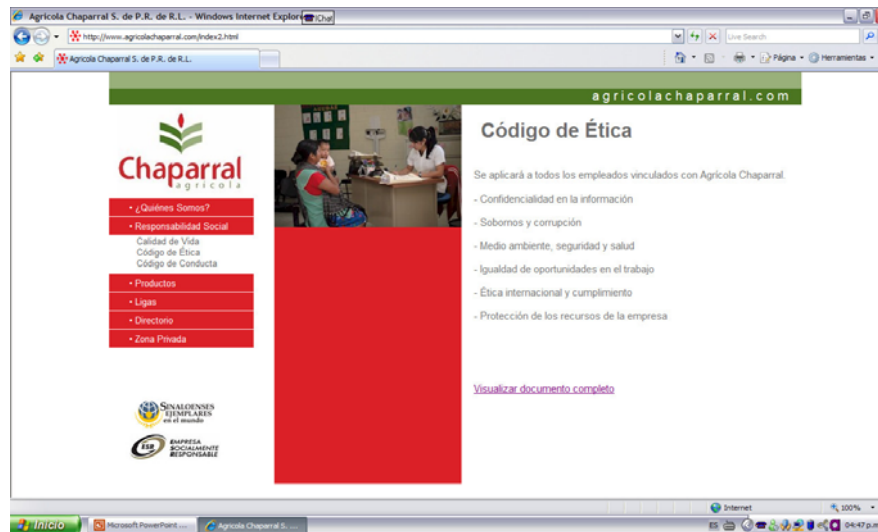 Agrícola Chaparral S. de P.R. de R.L. - Windows Internet Explorer
iChat
http://www.agricolachaparral.com/index2.html
Live Search
Agrícola Chaparral S. de P.R. de R.L.
Página
Herramientas
agricolachaparral.com
Chaparral
agrícola
• ¿Quiénes Somos?
• Responsabilidad Social
Calidad de Vida
Código de Ética
Código de Conducta
• Productos
• Ligas
• Directorio
• Zona Privada
SINALOENSES
EJEMPLARES
en el mundo
ESR
EMPRESA
SOCIALMENTE
RESPONSABLE
Código de Ética
Se aplicará a todos los empleados vinculados con Agrícola Chaparral.
- Confidencialidad en la información
- Sobornos y corrupción
- Medio ambiente, seguridad y salud
- Igualdad de oportunidades en el trabajo
- Ética internacional y cumplimiento
- Protección de los recursos de la empresa
Visualizar documento completo
Internet
100%
Inicio
Microsoft PowerPoint ...
Agrícola Chaparral S. ...
ES
04:47 p.m.